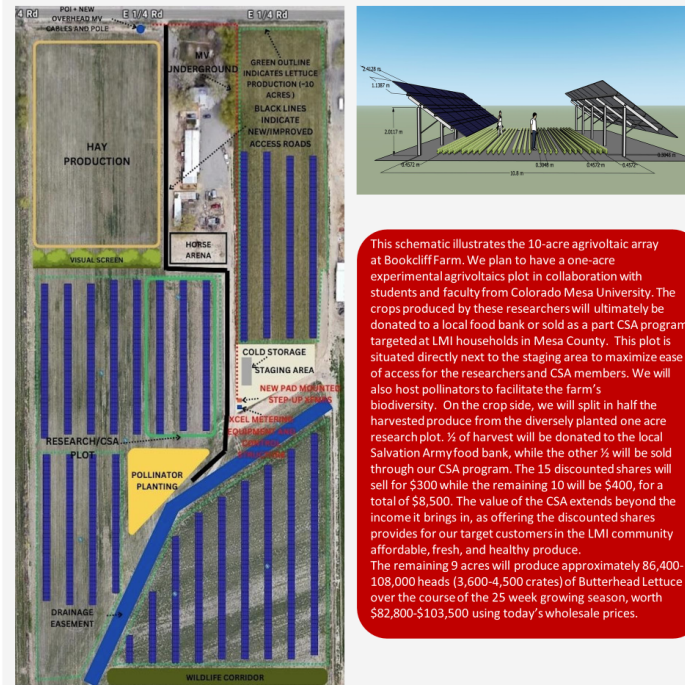 /4 Rd
E 1/4 Rd
E 1/4 Rd
POI + NEW
OVERHEAD MV
CABLES AND POLE
MV
UNDERGROUND
GREEN OUTLINE
INDICATES LETTUCE
PRODUCTION (~10
ACRES )
BLACK LINES
INDICATE
NEW/IMPROVED
ACCESS ROADS
HAY
PRODUCTION
HORSE
ARENA
VISUAL SCREEN
COLD STORAGE
STAGING AREA
NEW PAD MOUNTED
STEP-UP
XCEL METERING
RESEARCH/CSA
PLOT
POLLINATOR
PLANTING
DRAINAGE
EASEMENT
WILDLIFE CORRIDOR
2.4128 m
1.1387 m
2.0117 m
0.4572 m
0.4572 m
0.4572
10.8 m
This schematic illustrates the 10-acre agrivoltaic array
at Bookcliff Farm. We plan to have a one-acre
experimental agrivoltaics plot in collaboration with
students and faculty from Colorado Mesa University. The
crops produced by these researchers will ultimately be
donated to a local food bank or sold as a part CSA program
targeted at LMI households in Mesa County. This plot is
situated directly next to the staging area to maximize ease
of access for the researchers and CSA members. We will
also host pollinators to facilitate the farm's
biodiversity. On the crop side, we will split in half the
harvested produce from the diversely planted one acre
research plot. ½ of harvest will be donated to the local
Salvation Army food bank, while the other ½ will be sold
through our CSA program. The 15 discounted shares will
sell for $300 while the remaining 10 will be $400, for a
total of $8,500. The value of the CSA extends beyond the
income it brings in, as offering the discounted shares
provides for our target customers in the LMI community
affordable, fresh, and healthy produce.
The remaining 9 acres will produce approximately 86,400-
108,000 heads (3,600-4,500 crates) of Butterhead Lettuce
over the course of the 25 week growing season, worth
$82,800-$103,500 using today's wholesale prices.